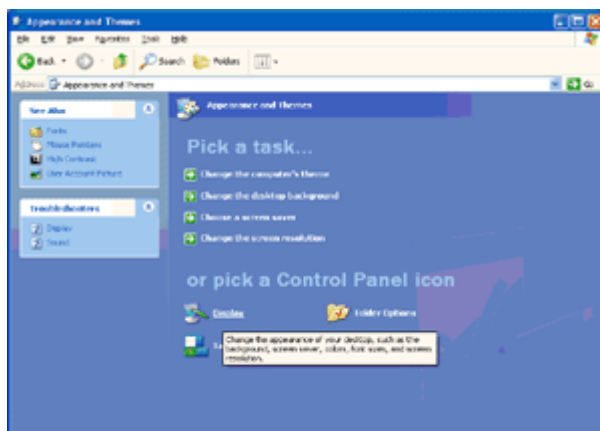 Appearance and Themes
File Edit View Favorites Tools Help
Back Search Folders
Address Appearance and Themes Go
See Also
Fonts
Mouse Pointers
High Contrast
User Account Picture
Troubleshooters
Display
Sound
Appearance and Themes
Pick a task...
Change the computer's theme
Change the desktop background
Choose a screen saver
Change the screen resolution
or pick a Control Panel icon
Display Folder Options
Change the appearance of your desktop, such as the
background, screen saver, colors, font sizes, and screen
resolution.